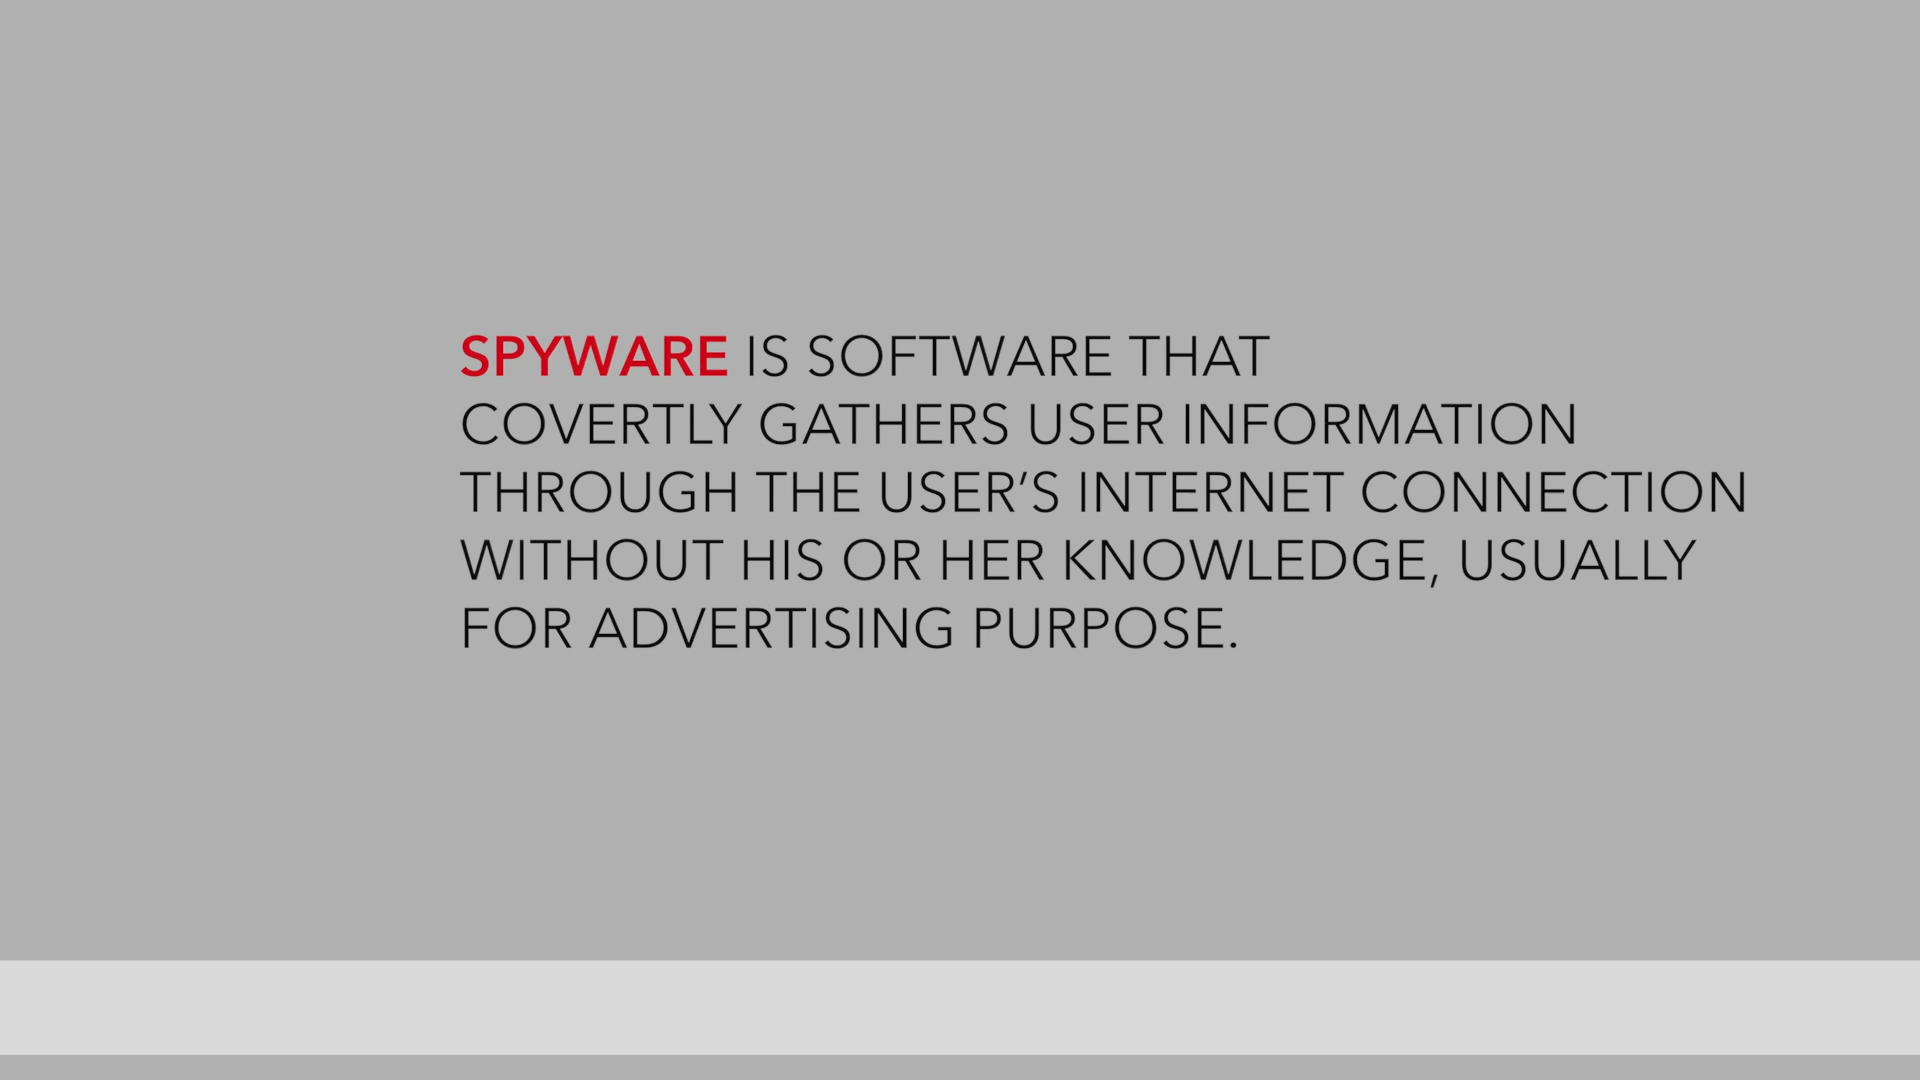 SPYWARE IS SOFTWARE THAT
COVERTLY GATHERS USER INFORMATION
THROUGH THE USER’S INTERNET CONNECTION
WITHOUT HIS OR HER KNOWLEDGE, USUALLY
FOR ADVERTISING PURPOSE.